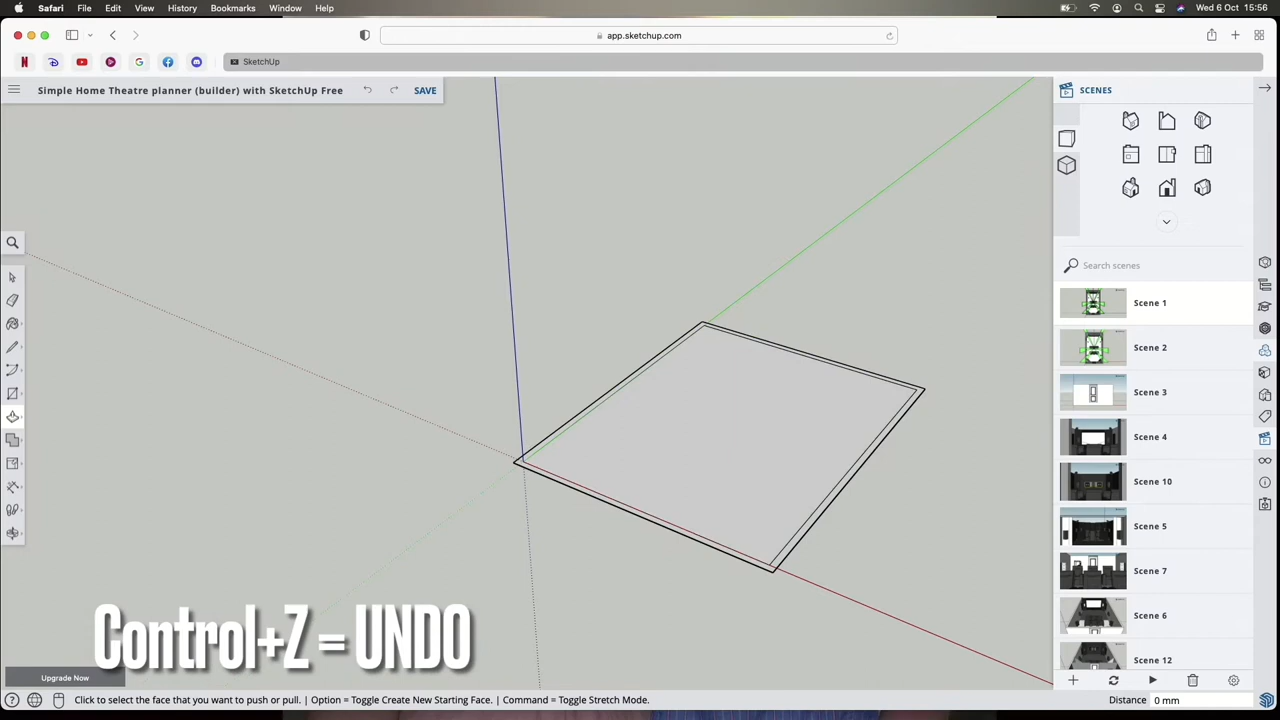 Safari File Edit View History Bookmarks Window Help Wed 6 Oct 15:56
app.sketchup.com
SketchUp
Simple Home Theatre planner (builder) with SketchUp Free SAVE
SCENES
Search scenes
Scene 1
Scene 2
Scene 3
Scene 4
Scene 10
Scene 5
Scene 7
Scene 6
Scene 12
Control+Z = UNDO
Upgrade Now
Click to select the face that you want to push or pull. | Option = Toggle Create New Starting Face. | Command = Toggle Stretch Mode. Distance 0 mm